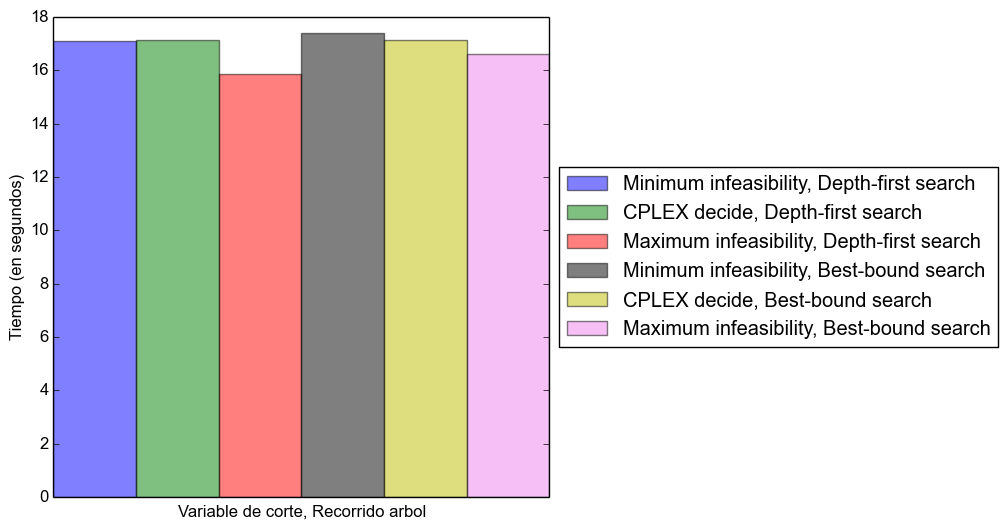 18
16
14
12
10
8
6
4
2
0
Tiempo (en segundos)
Variable de corte, Recorrido arbol
Minimum infeasibility, Depth-first search
CPLEX decide, Depth-first search
Maximum infeasibility, Depth-first search
Minimum infeasibility, Best-bound search
CPLEX decide, Best-bound search
Maximum infeasibility, Best-bound search